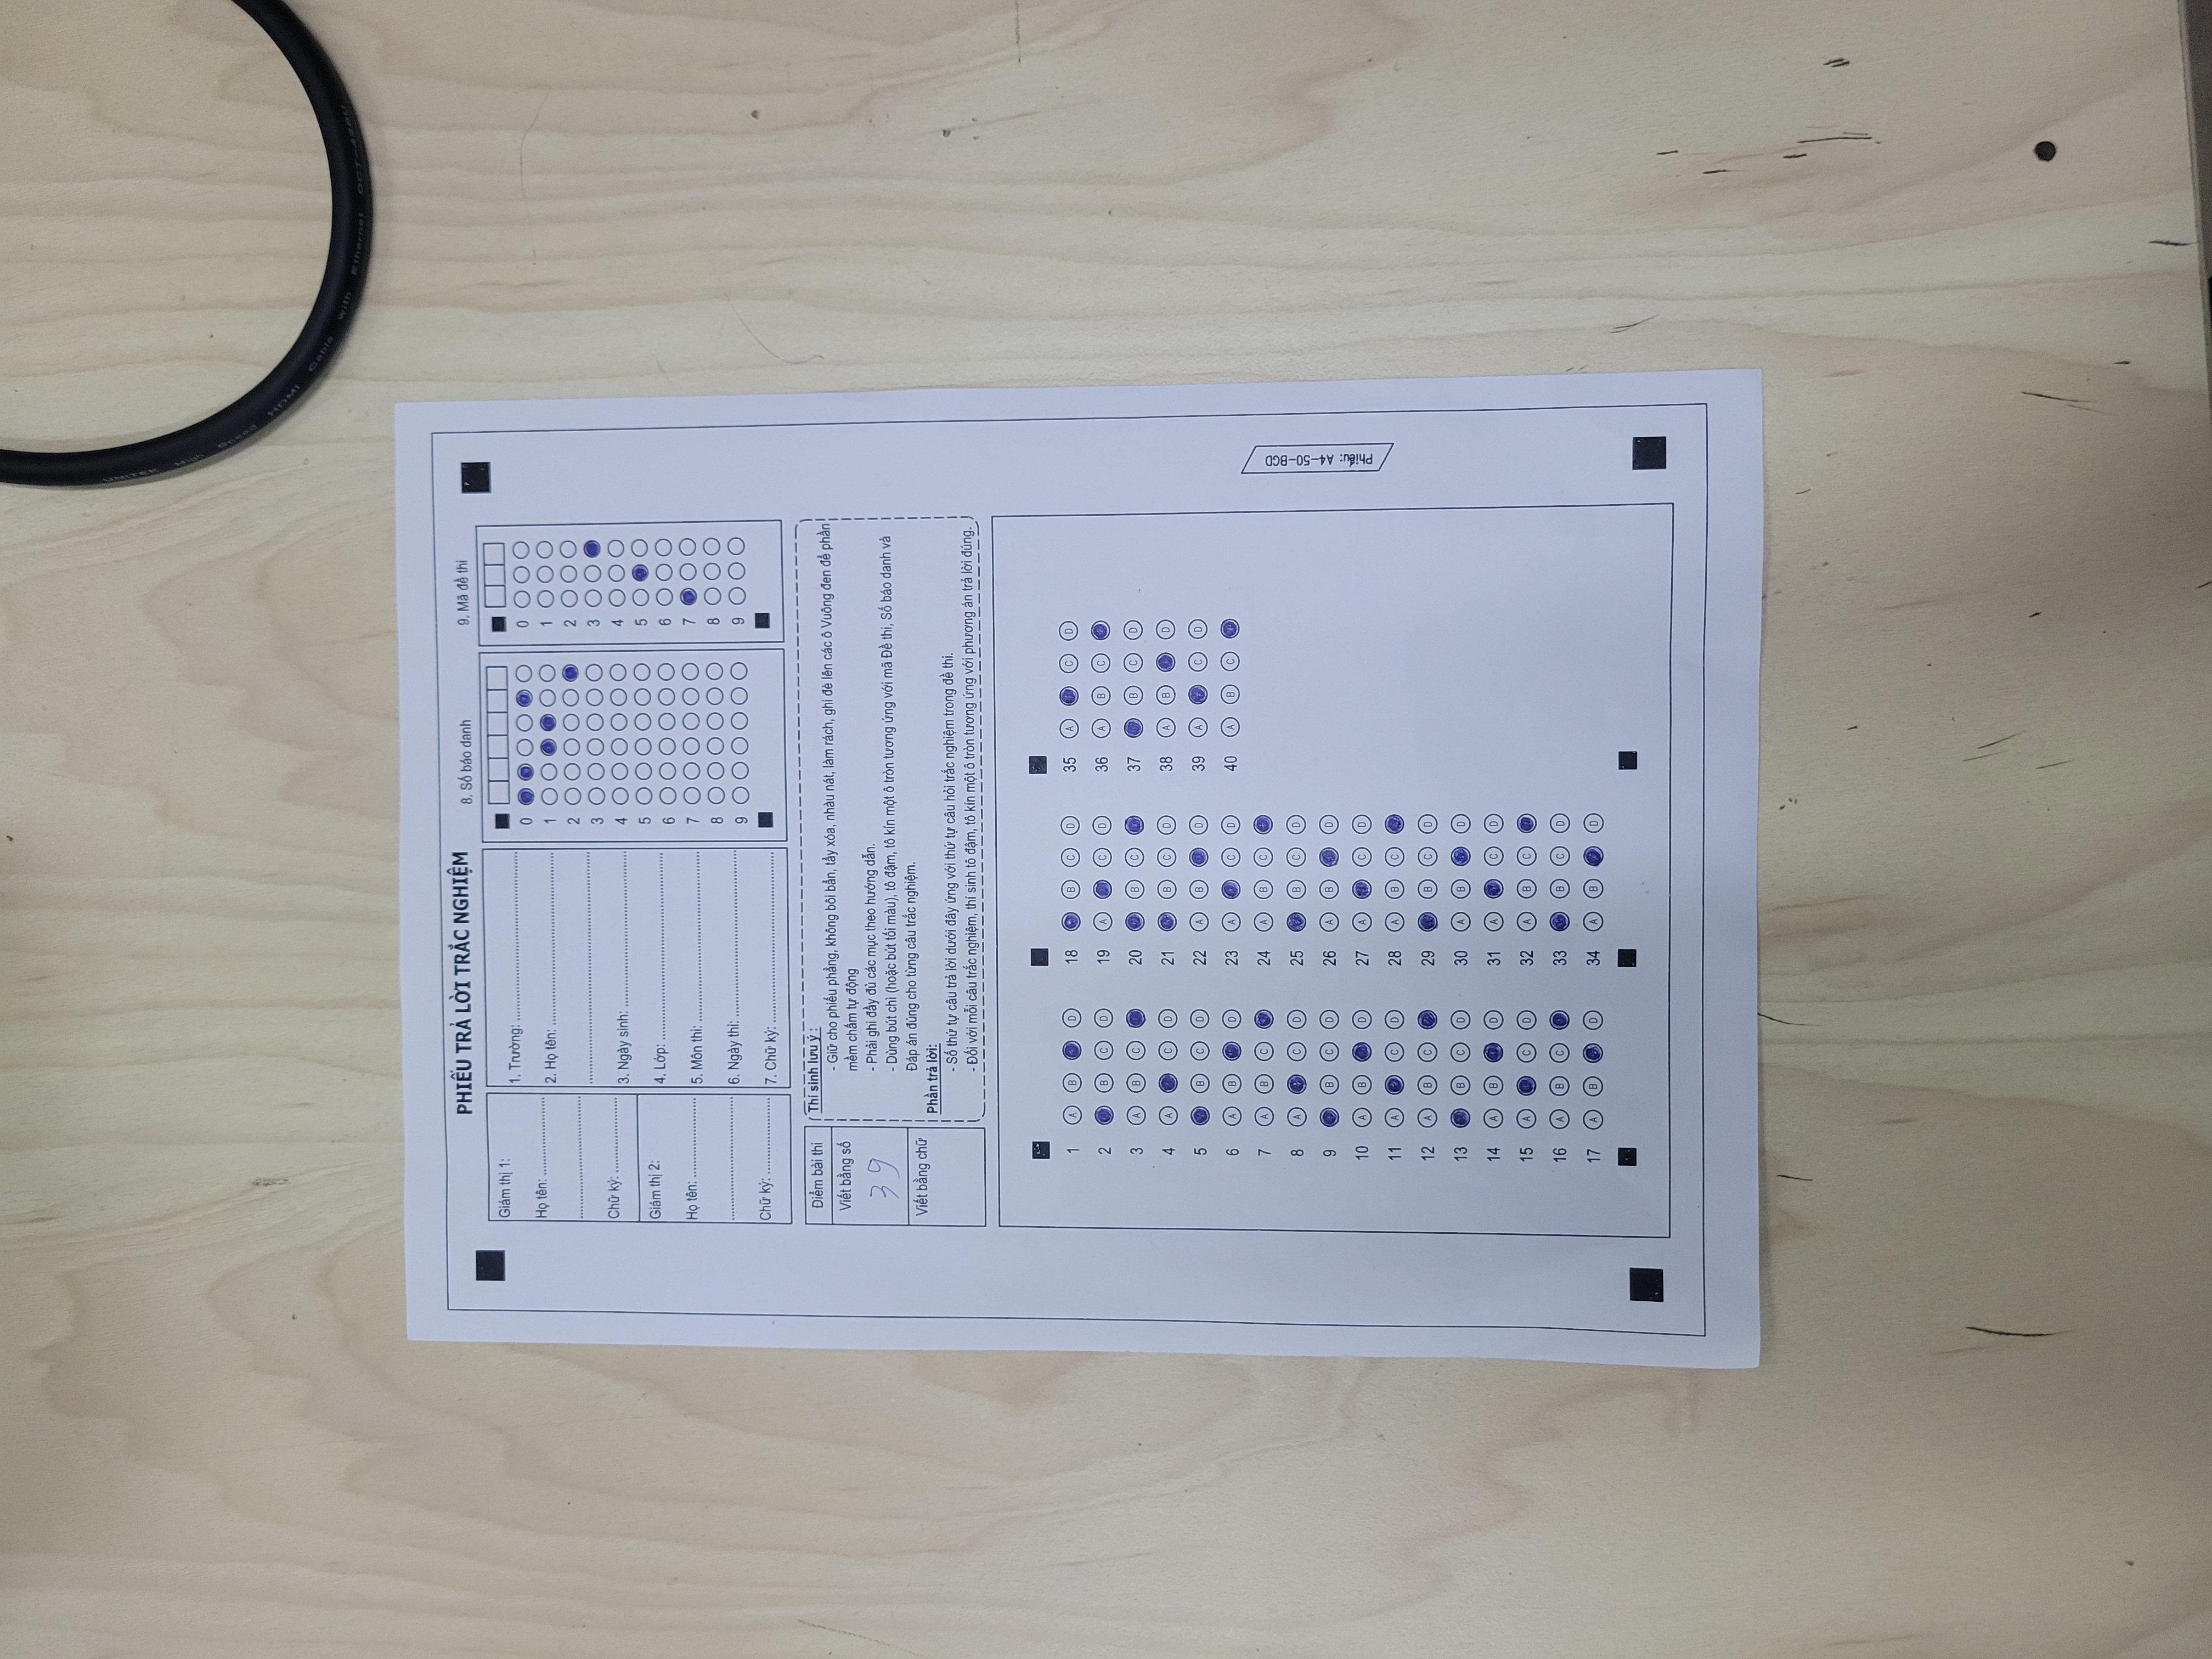 UNITEK High Speed HDMI Cable with Ethernet
PHIẾU TRẢ LỜI TRẮC NGHIỆM
8. Số báo danh
9. Mã đề thi
Giám thị 1:
Họ tên: ........................
Chữ ký: ........................
Giám thị 2:
Họ tên: ........................
Chữ ký: ........................
1. Trường: ........................
2. Họ tên: ........................
3. Ngày sinh: ........................
4. Lớp: ........................
5. Môn thi: ........................
6. Ngày thi: ........................
7. Chữ ký: ........................
0 0
1 1
2 2
3 3
4 4
5 5
6 6
7 7
8 8
9 9
Điểm bài thi
Viết bằng số
39
Viết bằng chữ
Thí sinh lưu ý :
- Giữ cho phiếu phẳng, không bôi bẩn, tẩy xóa, nhàu nát, làm rách, ghi đè lên các ô Vuông đen để phần
mềm chấm tự động
- Phải ghi đầy đủ các mục theo hướng dẫn.
- Dùng bút chì (hoặc bút tối màu), tô đậm, tô kín một ô tròn tương ứng với mã Đề thi, Số báo danh và
Đáp án đúng cho từng câu trắc nghiệm.
Phần trả lời:
- Số thứ tự câu trả lời dưới đây ứng với thứ tự câu hỏi trắc nghiệm trong đề thi.
- Đối với mỗi câu trắc nghiệm, thí sinh tô đậm, tô kín một ô tròn tương ứng với phương án trả lời đúng.
1 A B D 18 B C D 35 A C D
2 B C D 19 A C D 36 A B C
3 A B C 20 B C 37 B C D
4 A C D 21 B C D 38 A B D
5 B C D 22 A B D 39 A C D
6 A B D 23 A C D 40 A B C
7 A B C 24 A B C
8 A C D 25 B C D
9 B C D 26 A B D
10 A B D 27 A C D
11 A C D 28 A B C
12 A B C 29 B C D
13 B C D 30 A B D
14 A B D 31 A C D
15 A C D 32 A B C
16 A B C 33 B C D
17 A B D 34 A B D
Phiếu: A4-50-BGD